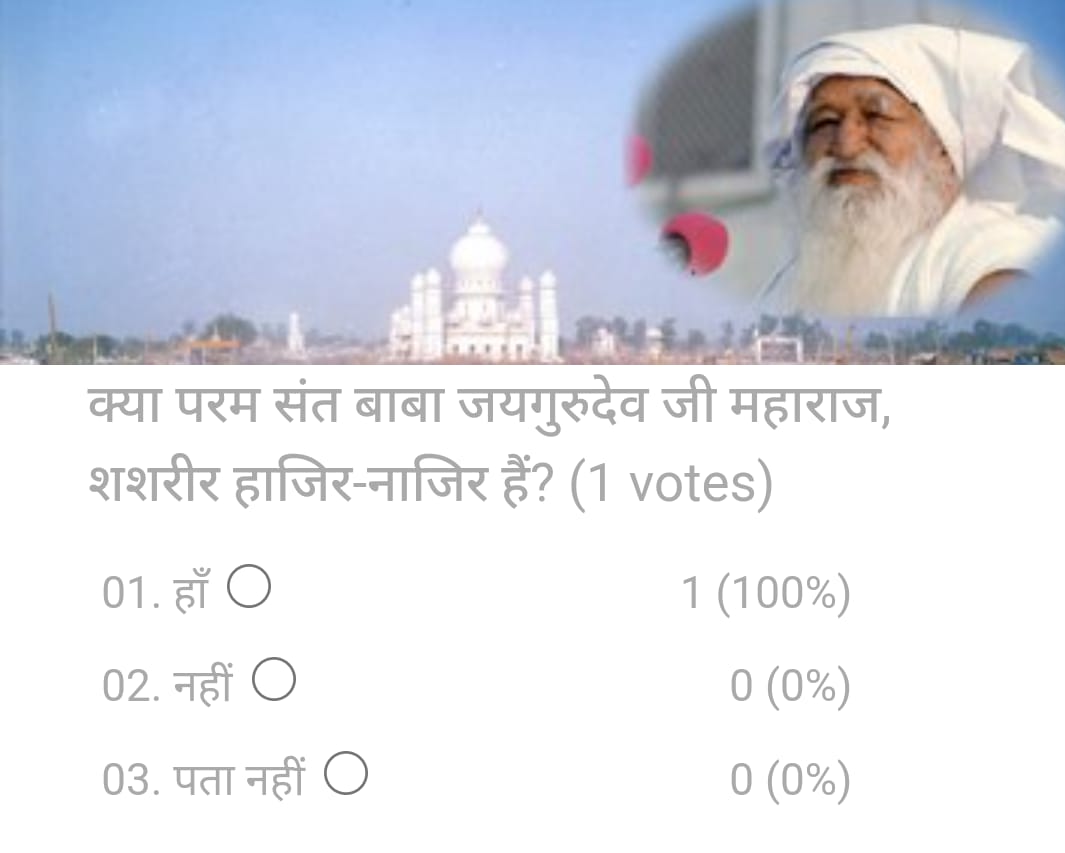 क्या परम संत बाबा जयगुरुदेव जी महाराज,
शशरीर हाजिर-नाजिर हैं? (1 votes)
01. हाँ 1 (100%)
02. नहीं 0 (0%)
03. पता नहीं 0 (0%)